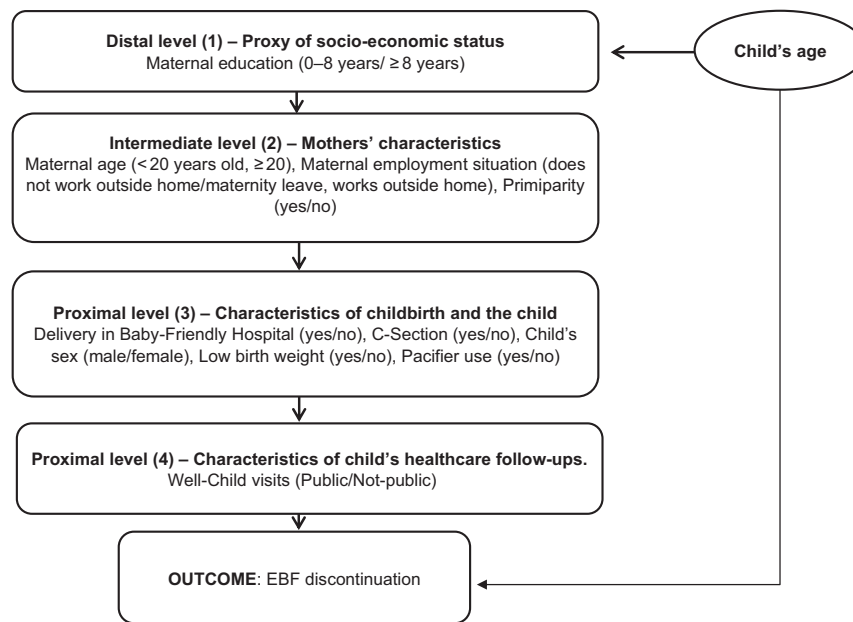 Distal level (1) – Proxy of socio-economic status
Maternal education (0–8 years/ ≥8 years)
Child's age
Intermediate level (2) – Mothers' characteristics
Maternal age (<20 years old, ≥20), Maternal employment situation (does
not work outside home/maternity leave, works outside home), Primiparity
(yes/no)
Proximal level (3) – Characteristics of childbirth and the child
Delivery in Baby-Friendly Hospital (yes/no), C-Section (yes/no), Child's
sex (male/female), Low birth weight (yes/no), Pacifier use (yes/no)
Proximal level (4) – Characteristics of child's healthcare follow-ups.
Well-Child visits (Public/Not-public)
OUTCOME: EBF discontinuation